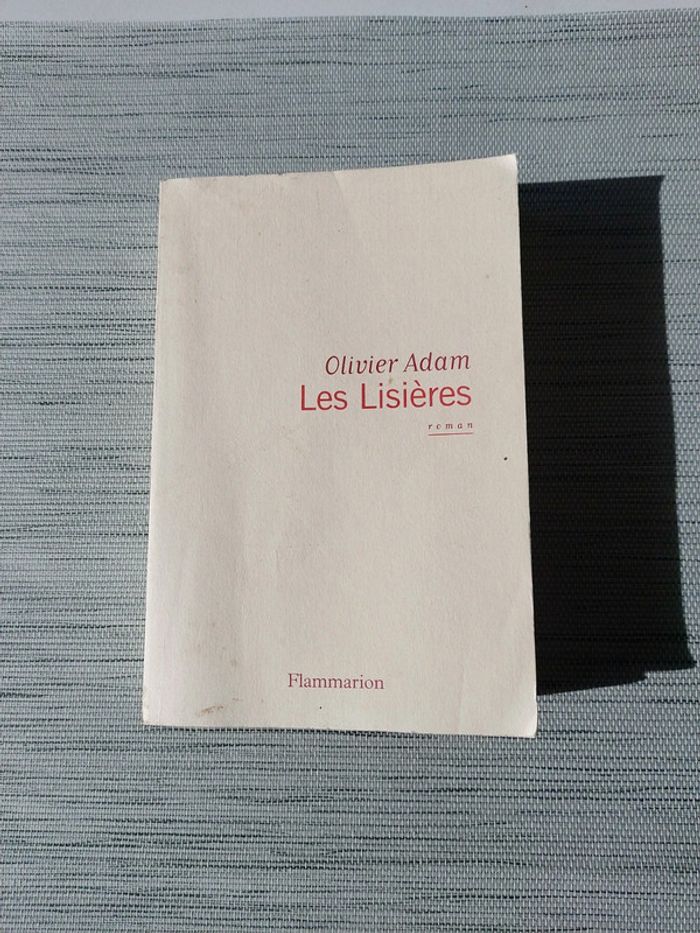 Olivier Adam
Les Lisières
roman
Flammarion